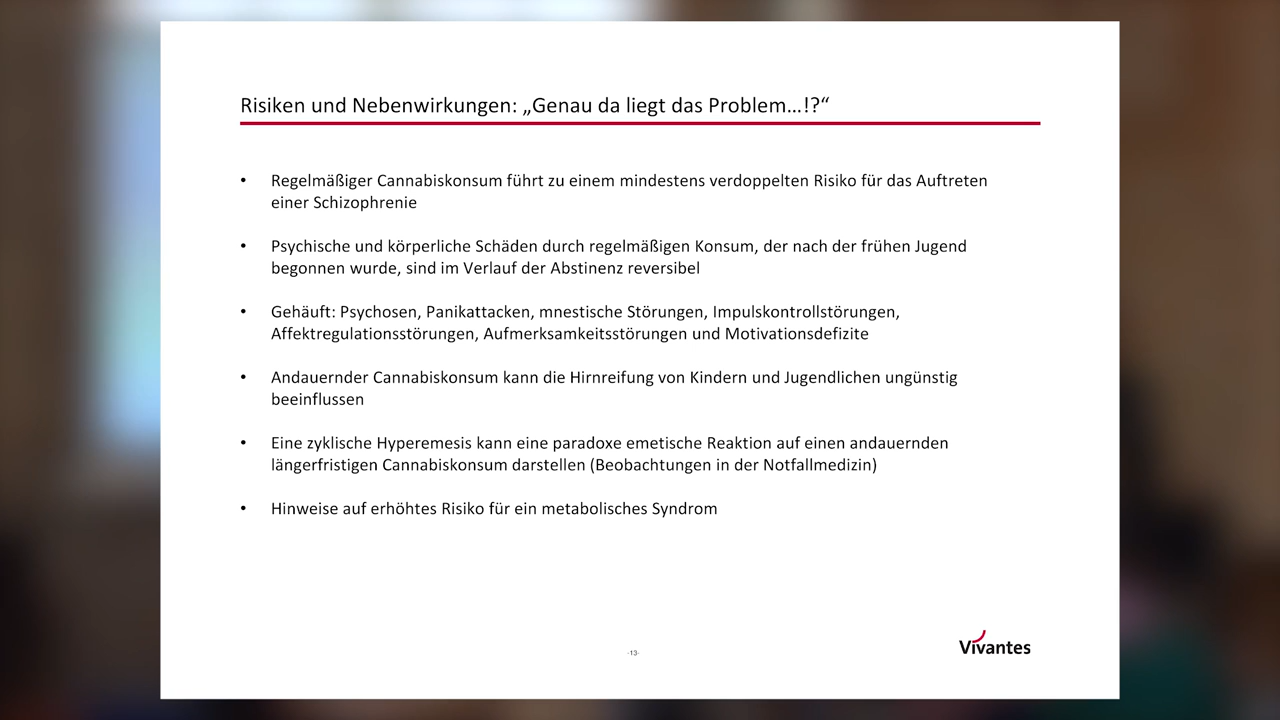 Risiken und Nebenwirkungen: „Genau da liegt das Problem…!?“
• Regelmäßiger Cannabiskonsum führt zu einem mindestens verdoppelten Risiko für das Auftreten
einer Schizophrenie
• Psychische und körperliche Schäden durch regelmäßigen Konsum, der nach der frühen Jugend
begonnen wurde, sind im Verlauf der Abstinenz reversibel
• Gehäuft: Psychosen, Panikattacken, mnestische Störungen, Impulskontrollstörungen,
Affektregulationsstörungen, Aufmerksamkeitsstörungen und Motivationsdefizite
• Andauernder Cannabiskonsum kann die Hirnreifung von Kindern und Jugendlichen ungünstig
beeinflussen
• Eine zyklische Hyperemesis kann eine paradoxe emetische Reaktion auf einen andauernden
längerfristigen Cannabiskonsum darstellen (Beobachtungen in der Notfallmedizin)
• Hinweise auf erhöhtes Risiko für ein metabolisches Syndrom
-13-
Vivantes